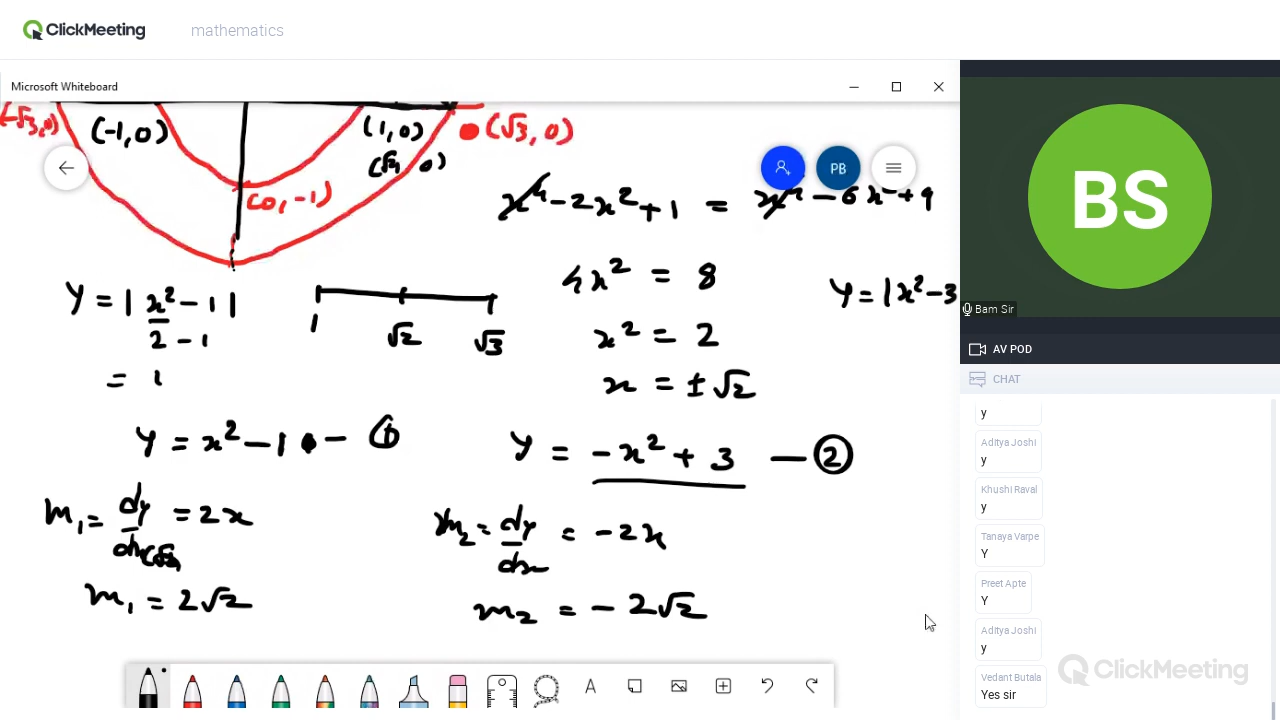 ClickMeeting
mathematics
Microsoft Whiteboard
(-√3, 0)
(-1, 0)
(1, 0)
(√3, 0)
(0, -1)
x⁴ - 2x² + 1 = x⁴ - 6x² + 9
4x² = 8
x² = 2
x = ±√2
y = |x² - 1|
2 - 1
= 1
1 √2 √3
y = |x² - 3
y = x² - 1 - ①
y = -x² + 3 — ②
m₁ = dy/dx = 2x
m₂ = dy/dx = -2x
m₁ = 2√2
m₂ = -2√2
PB
BS
Bam Sir
AV POD
CHAT
y
Aditya Joshi
y
Khushi Raval
y
Tanaya Varpe
Y
Preet Apte
Y
Aditya Joshi
y
Vedant Butala
Yes sir
ClickMeeting